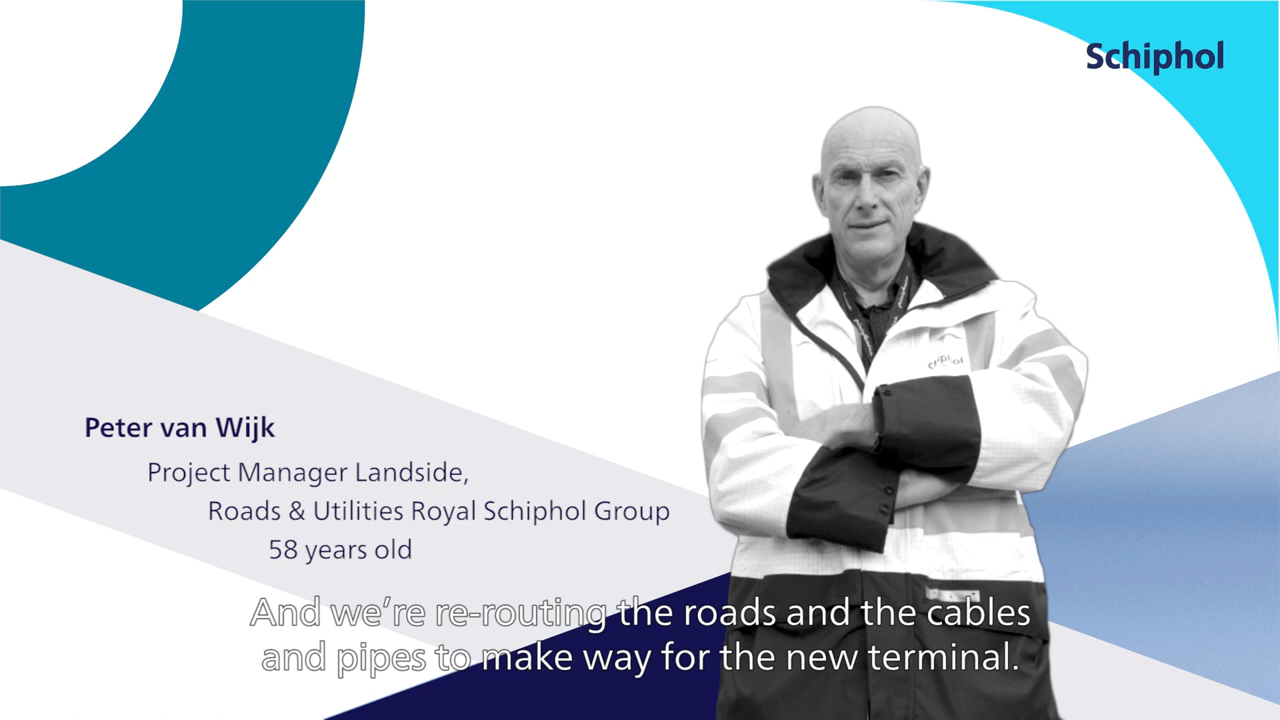 Schiphol
Peter van Wijk
Project Manager Landside,
Roads & Utilities Royal Schiphol Group
58 years old
And we’re re-routing the roads and the cables
and pipes to make way for the new terminal.